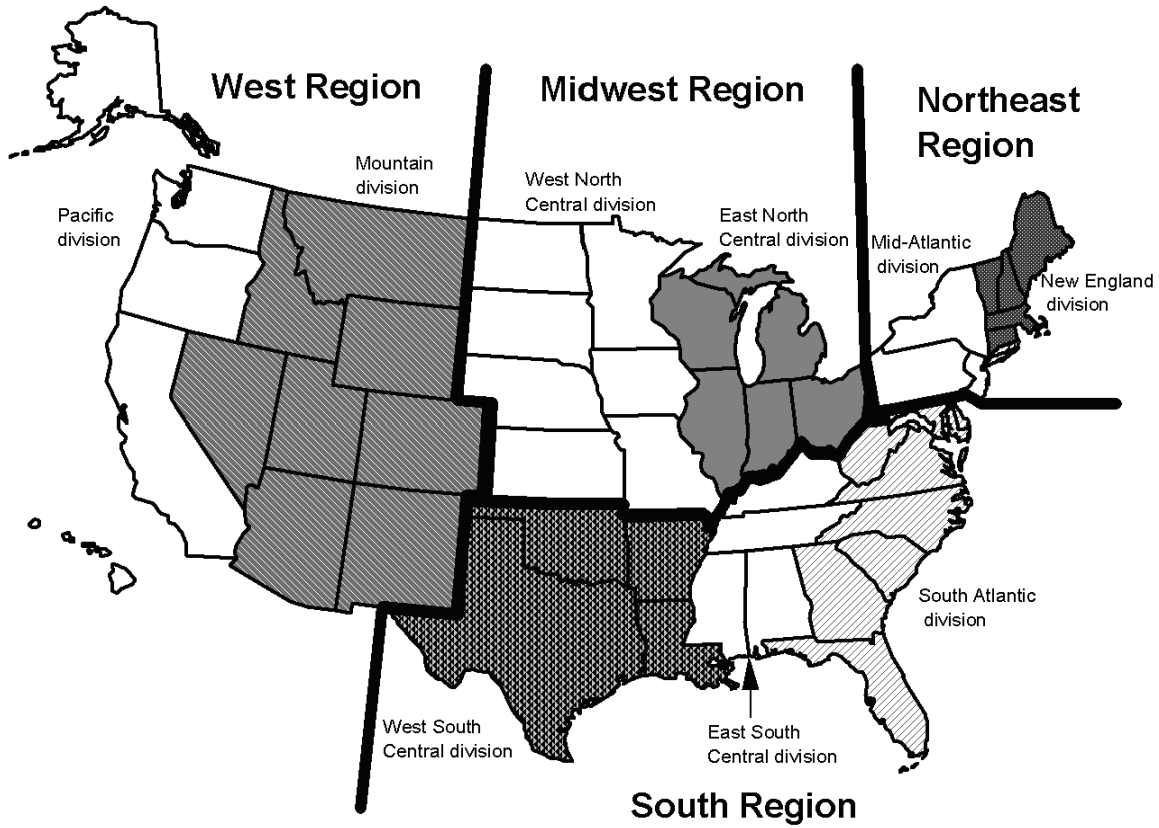 West Region
Midwest Region
Northeast
Region
Mountain
division
West North
Central division
Pacific
division
East North
Central division
Mid-Atlantic
division
New England
division
South Atlantic
division
West South
Central division
East South
Central division
South Region